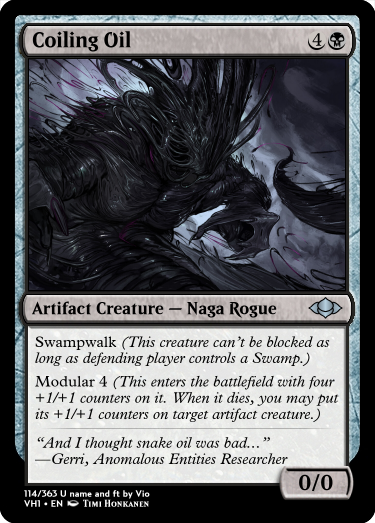 Coiling Oil 4
Artifact Creature — Naga Rogue
Swampwalk (This creature can't be blocked as
long as defending player controls a Swamp.)
Modular 4 (This enters the battlefield with four
+1/+1 counters on it. When it dies, you may put
its +1/+1 counters on target artifact creature.)
“And I thought snake oil was bad…”
—Gerri, Anomalous Entities Researcher
0/0
114/363 U name and ft by Vio
VH1 • EN Timi Honkanen